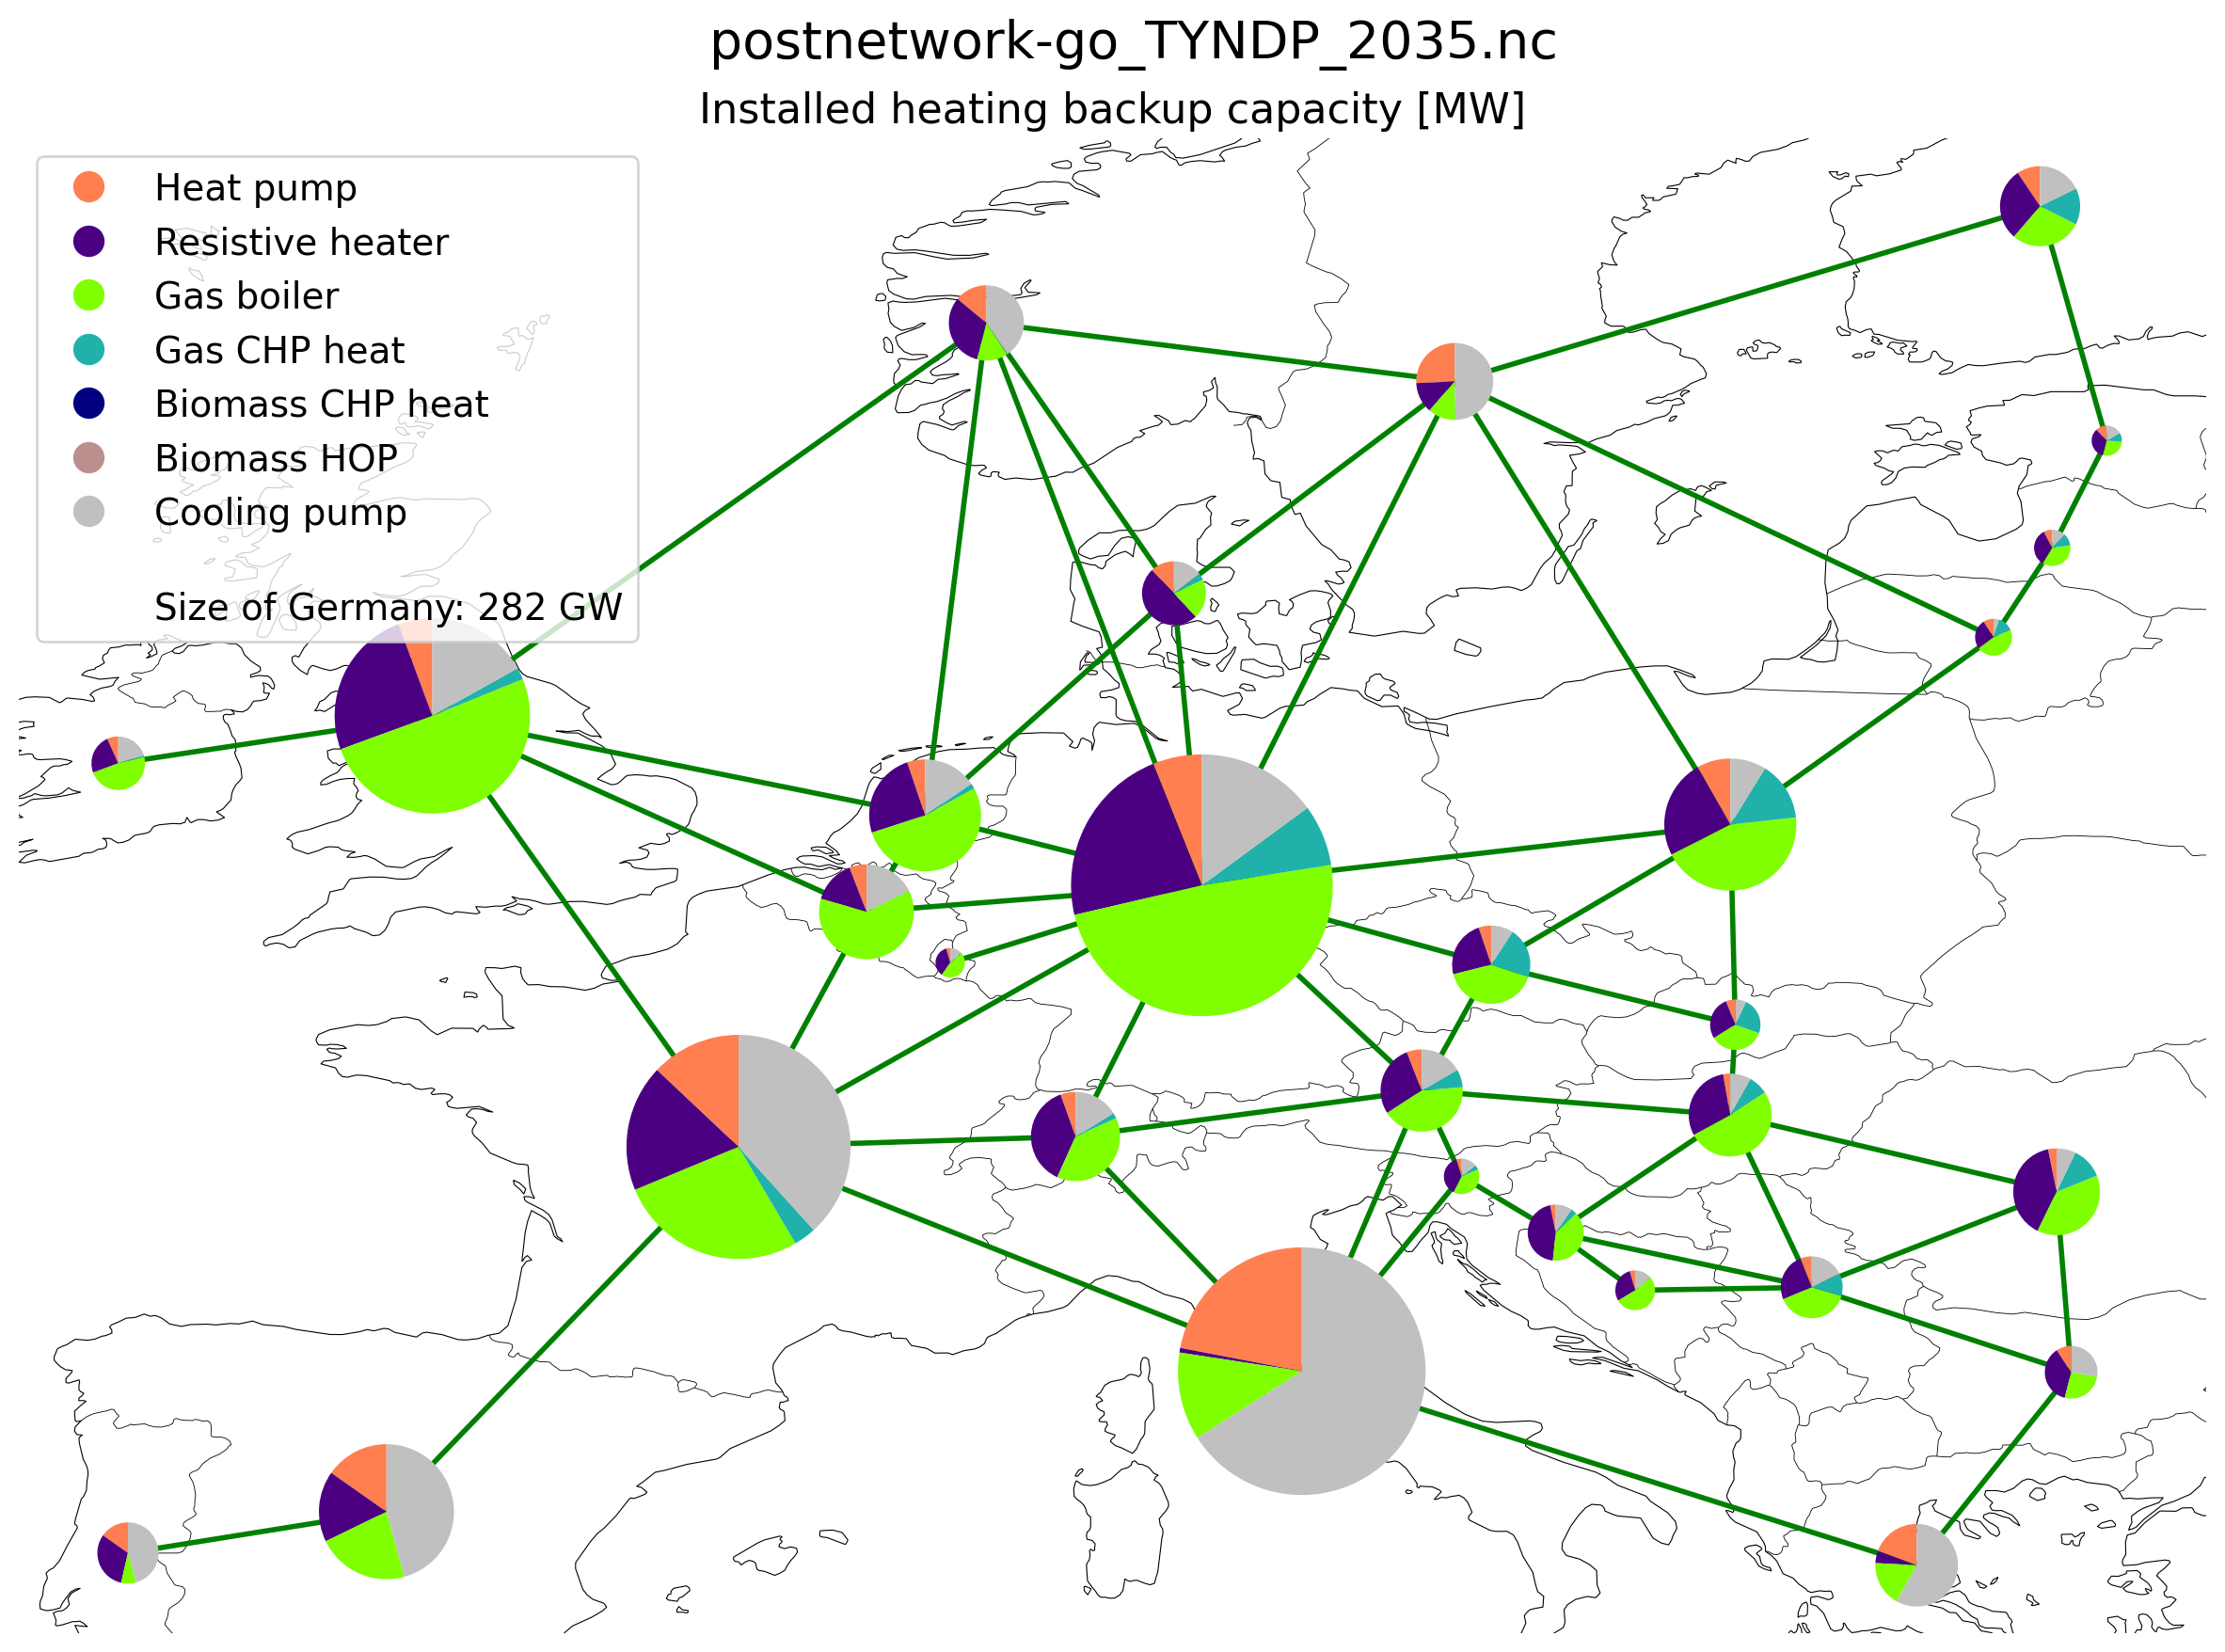 postnetwork-go_TYNDP_2035.nc
Installed heating backup capacity [MW]
Heat pump
Resistive heater
Gas boiler
Gas CHP heat
Biomass CHP heat
Biomass HOP
Cooling pump
Size of Germany: 282 GW